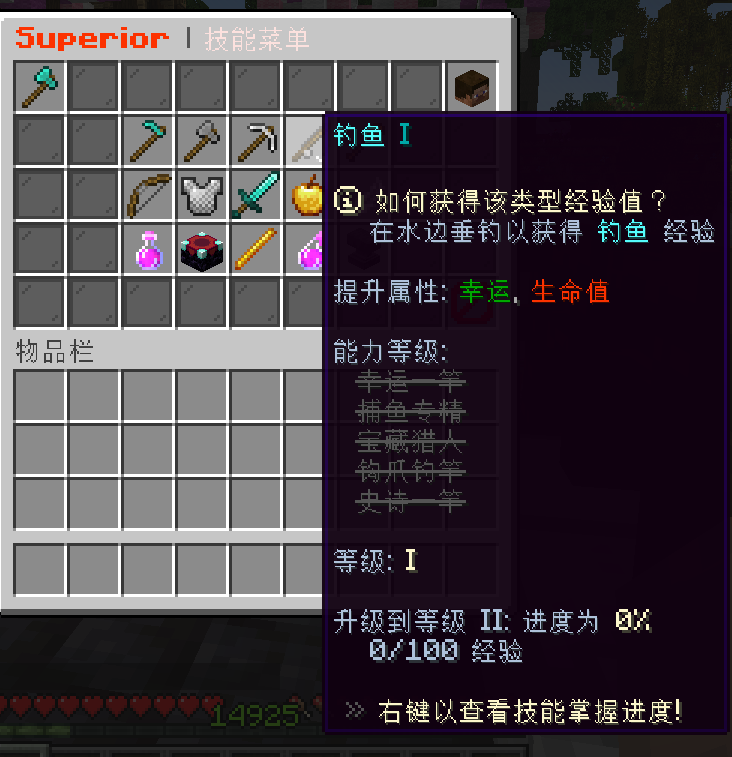 Superior | 技能菜单
钓鱼 I
如何获得该类型经验值？
在水边垂钓以获得 钓鱼 经验
提升属性: 幸运, 生命值
物品栏
能力等级:
幸运一竿
捕鱼专精
宝藏猎人
钩爪钓竿
史诗一竿
等级: I
升级到等级 II: 进度为 0%
0/100 经验
14925
» 右键以查看技能掌握进度!